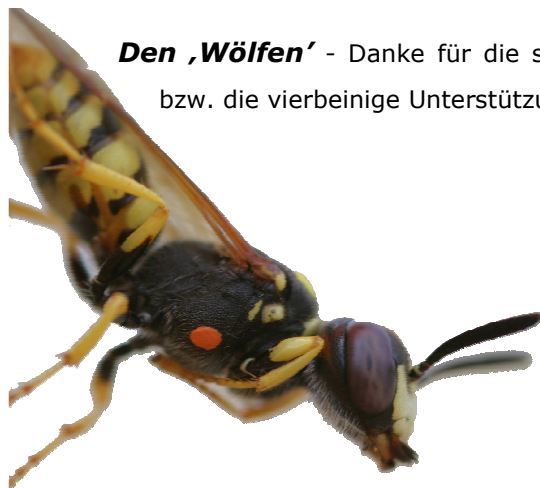 Den ‚Wölfen’ - Danke für die
bzw. die vierbeinige